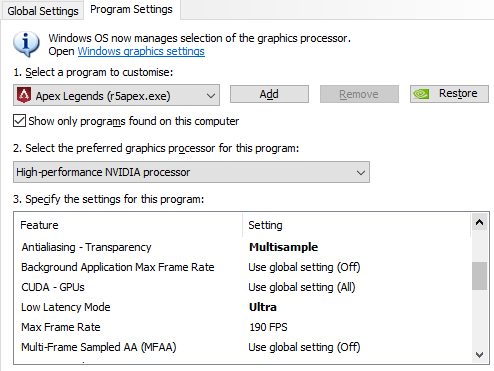 Global Settings Program Settings
Windows OS now manages selection of the graphics processor.
Open Windows graphics settings
1. Select a program to customise:
Apex Legends (r5apex.exe) Add Remove Restore
Show only programs found on this computer
2. Select the preferred graphics processor for this program:
High-performance NVIDIA processor
3. Specify the settings for this program:
Feature Setting
Antialiasing - Transparency Multisample
Background Application Max Frame Rate Use global setting (Off)
CUDA - GPUs Use global setting (All)
Low Latency Mode Ultra
Max Frame Rate 190 FPS
Multi-Frame Sampled AA (MFAA) Use global setting (Off)